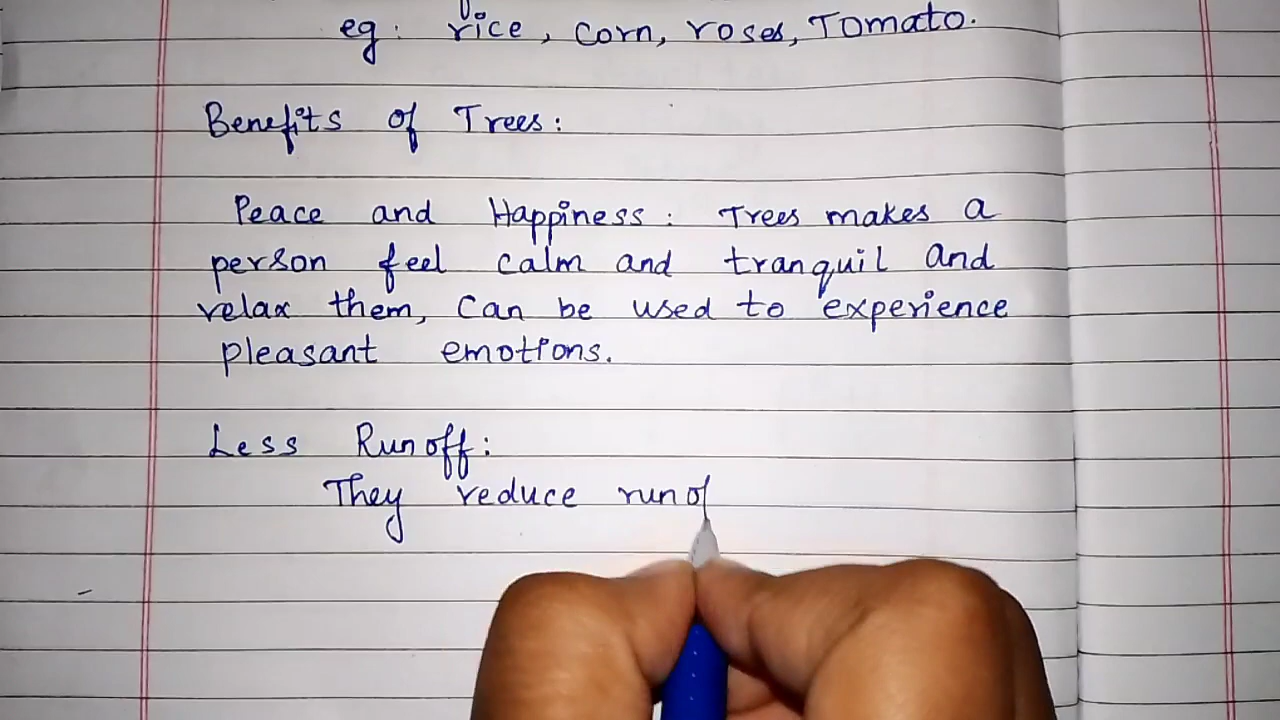 eg: rice, corn, roses, Tomato.
Benefits of Trees:
Peace and Happiness: Trees makes a
person feel calm and tranquil and
relax them, Can be used to experience
pleasant emotions.
Less Runoff:
They reduce runof